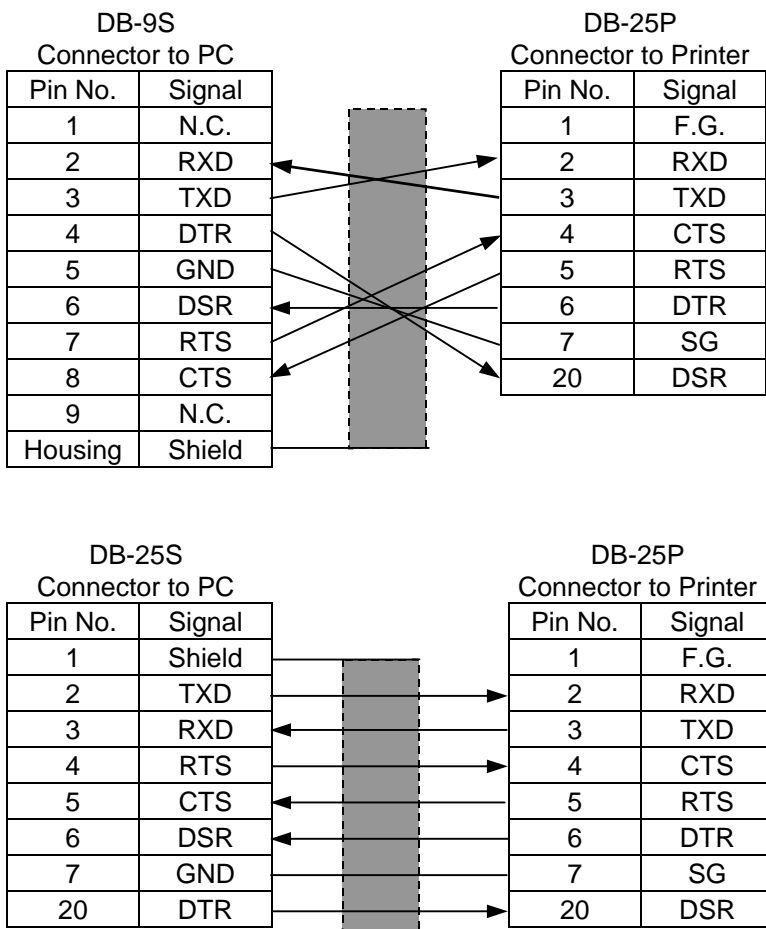 DB-9S DB-25P
Connector to PC Connector to Printer
Pin No. Signal Pin No. Signal
1 N.C. 1 F.G.
2 RXD 2 RXD
3 TXD 3 TXD
4 DTR 4 CTS
5 GND 5 RTS
6 DSR 6 DTR
7 RTS 7 SG
8 CTS 20 DSR
9 N.C.
Housing Shield
DB-25S DB-25P
Connector to PC Connector to Printer
Pin No. Signal Pin No. Signal
1 Shield 1 F.G.
2 TXD 2 RXD
3 RXD 3 TXD
4 RTS 4 CTS
5 CTS 5 RTS
6 DSR 6 DTR
7 GND 7 SG
20 DTR 20 DSR